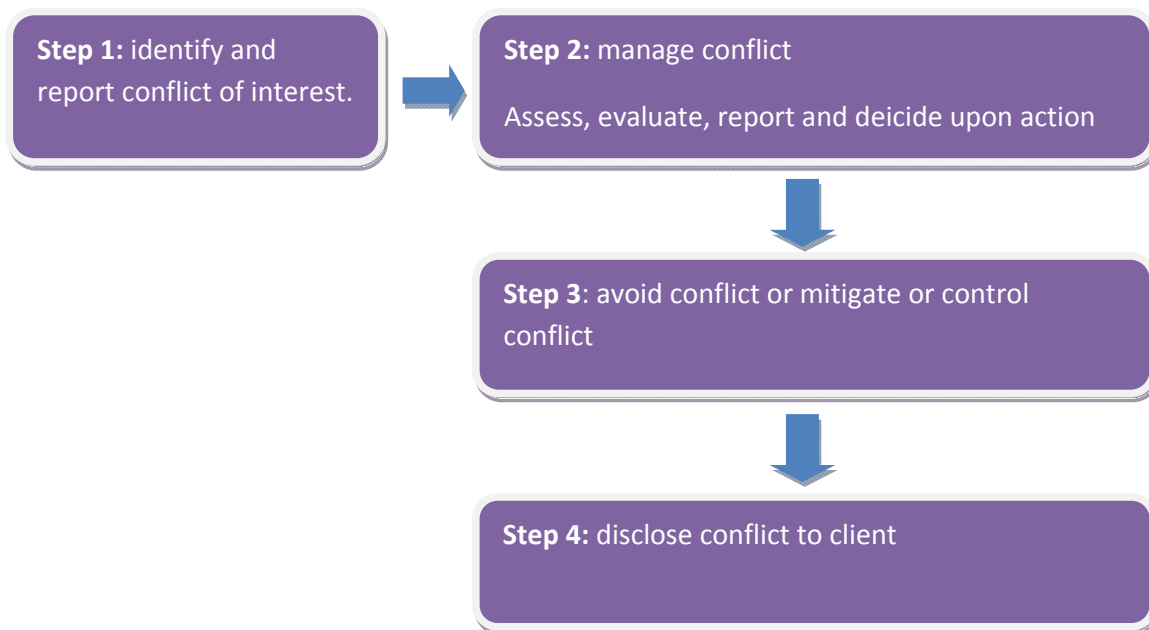 Step 1: identify and
report conflict of interest.
Step 2: manage conflict
Assess, evaluate, report and deicide upon action
Step 3: avoid conflict or mitigate or control
conflict
Step 4: disclose conflict to client